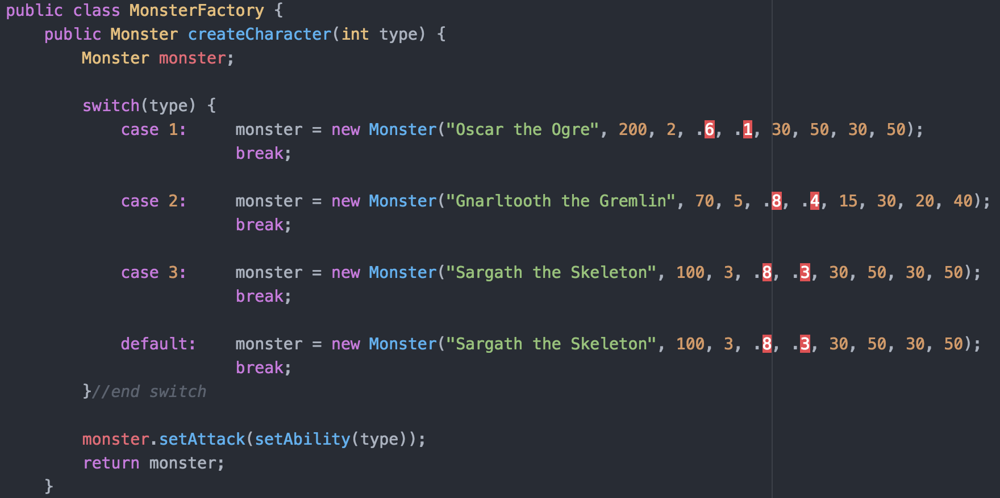 public class MonsterFactory {
    public Monster createCharacter(int type) {
        Monster monster;

        switch(type) {
            case 1:     monster = new Monster("Oscar the Ogre", 200, 2, .6, .1, 30, 50, 30, 50);
                        break;

            case 2:     monster = new Monster("Gnarltooth the Gremlin", 70, 5, .8, .4, 15, 30, 20, 40);
                        break;

            case 3:     monster = new Monster("Sargath the Skeleton", 100, 3, .8, .3, 30, 50, 30, 50);
                        break;

            default:    monster = new Monster("Sargath the Skeleton", 100, 3, .8, .3, 30, 50, 30, 50);
                        break;
        }//end switch

        monster.setAttack(setAbility(type));
        return monster;
    }